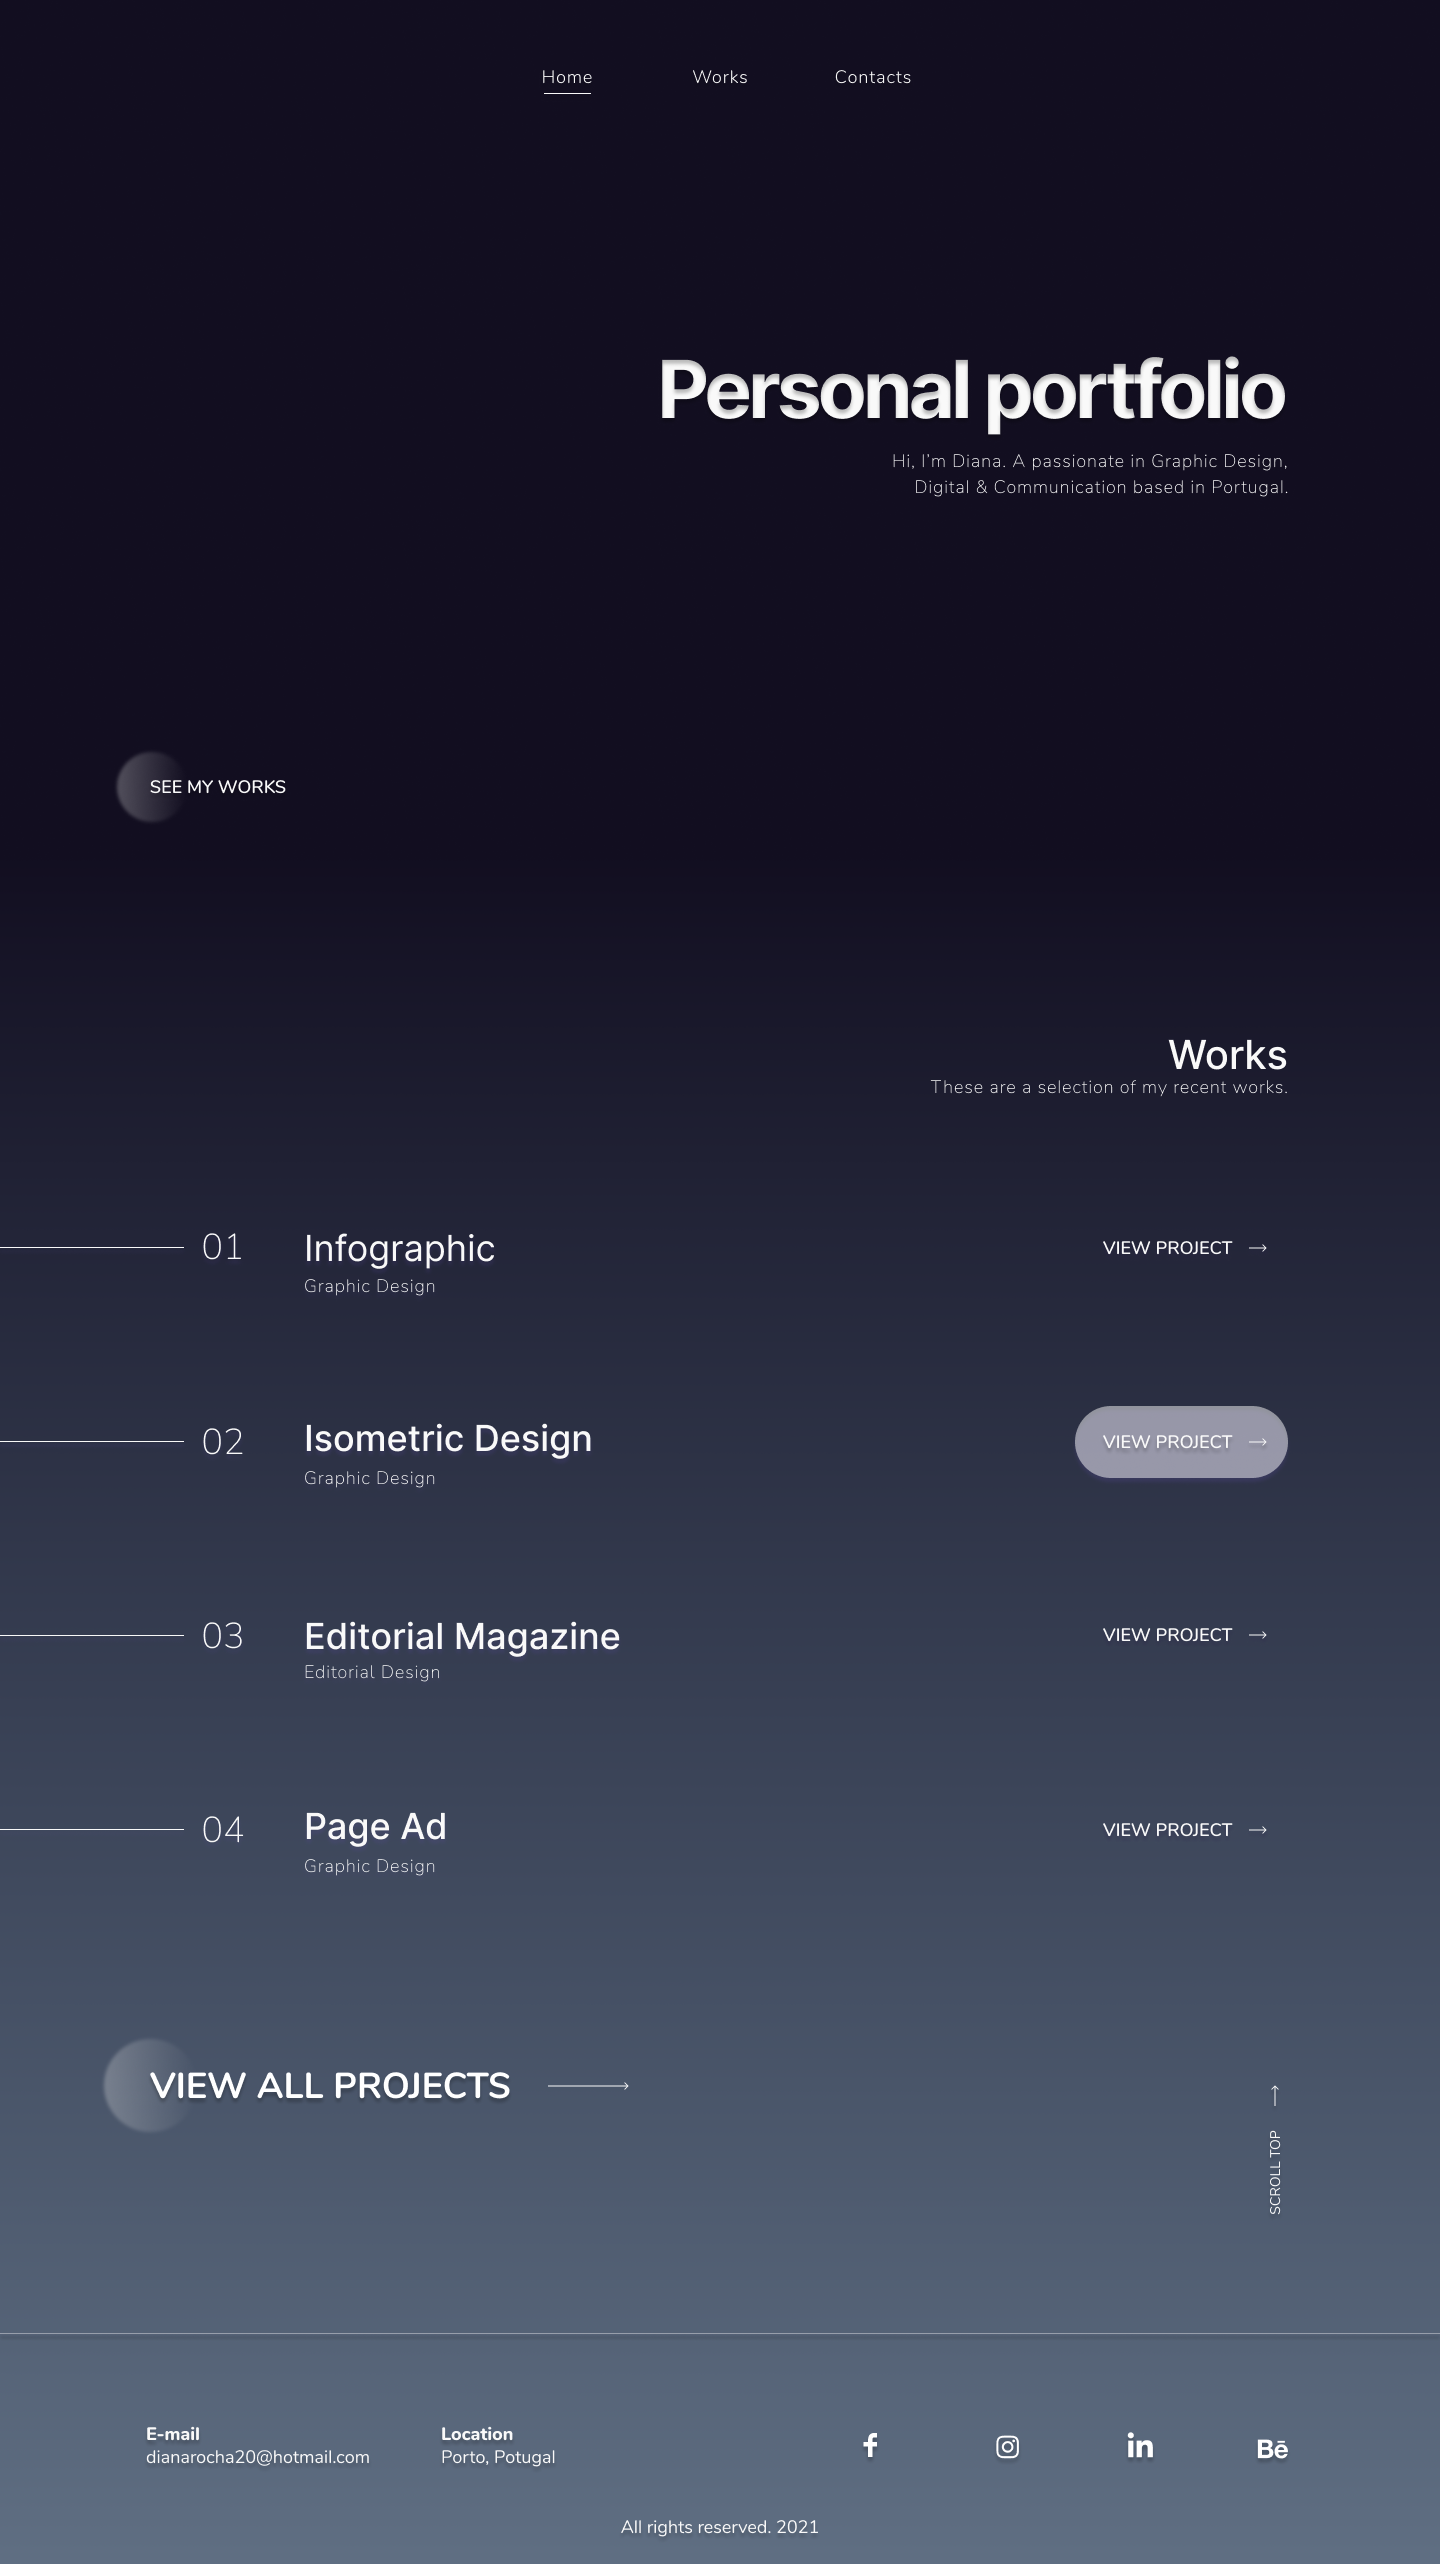 Home
Works
Contacts
Personal portfolio
Hi, I'm Diana. A passionate in Graphic Design,
Digital & Communication based in Portugal.
SEE MY WORKS
Works
These are a selection of my recent works.
01
Infographic
Graphic Design
VIEW PROJECT
02
Isometric Design
Graphic Design
VIEW PROJECT
03
Editorial Magazine
Editorial Design
VIEW PROJECT
04
Page Ad
Graphic Design
VIEW PROJECT
VIEW ALL PROJECTS
SCROLL TOP
E-mail
dianarocha20@hotmail.com
Location
Porto, Potugal
f
in
Bē
All rights reserved. 2021